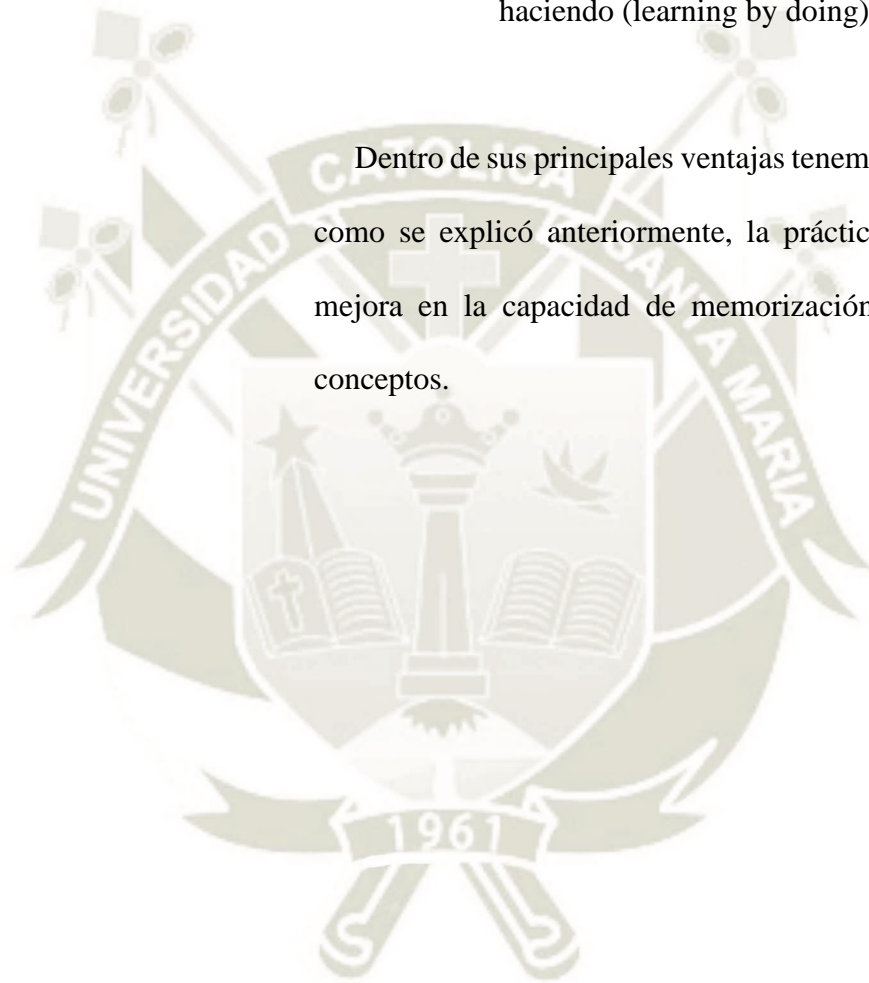 haciendo (learning by doing)
Dentro de sus principales ventajas tenem
como se explicó anteriormente, la práctic
mejora en la capacidad de memorización
conceptos.
UNIVERSIDAD CATOLICA SANTA MARIA
1961